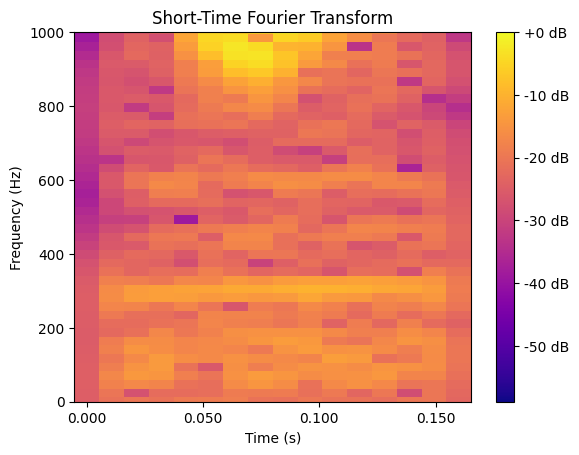 Short-Time Fourier Transform
Frequency (Hz)
1000
800
600
400
200
0
0.000
0.050
0.100
0.150
Time (s)
+0 dB
-10 dB
-20 dB
-30 dB
-40 dB
-50 dB